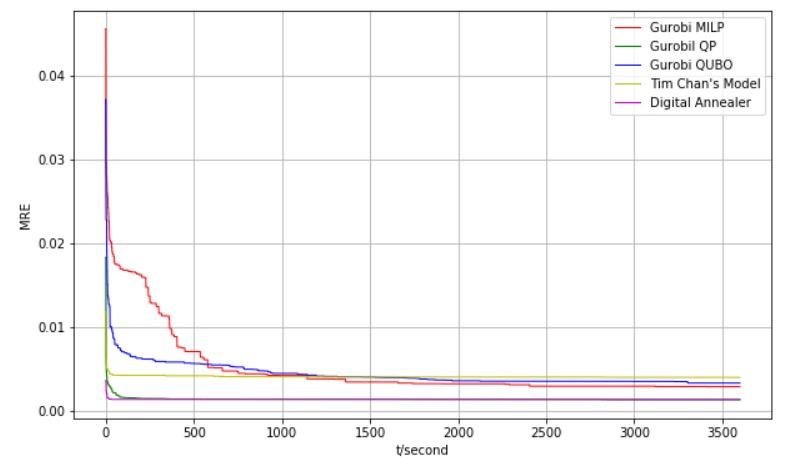 Gurobi MILP
Gurobil QP
Gurobi QUBO
Tim Chan's Model
Digital Annealer
0.04
0.03
0.02
0.01
0.00
MRE
0 500 1000 1500 2000 2500 3000 3500
t/second